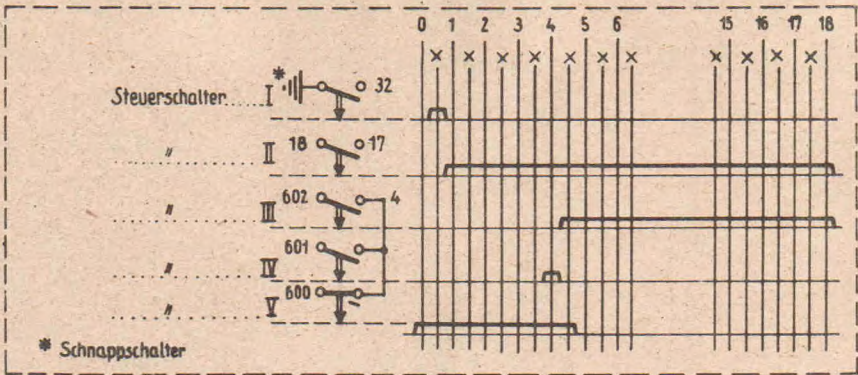 0 1 2 3 4 5 6 15 16 17 18
× × × × × × × × × × ×
Steuerschalter........ I * 32
........ " ........ II 18 17
........ " ........ III 602 4
........ " ........ IV 601
........ " ........ V 600
* Schnappschalter